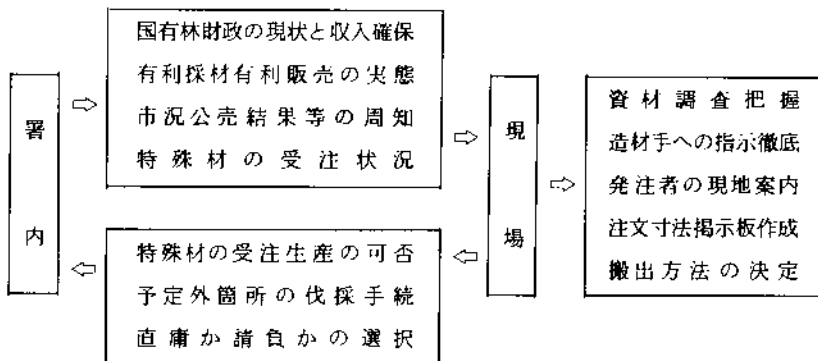 署内
国有林財政の現状と収入確保
有利採材有利販売の実態
市況公売結果等の周知
特殊材の受注状況
特殊材の受注生産の可否
予定外箇所の伐採手続
直庸か請負かの選択
現場
資材調査把握
造材手への指示徹底
発注者の現地案内
注文寸法掲示板作成
搬出方法の決定